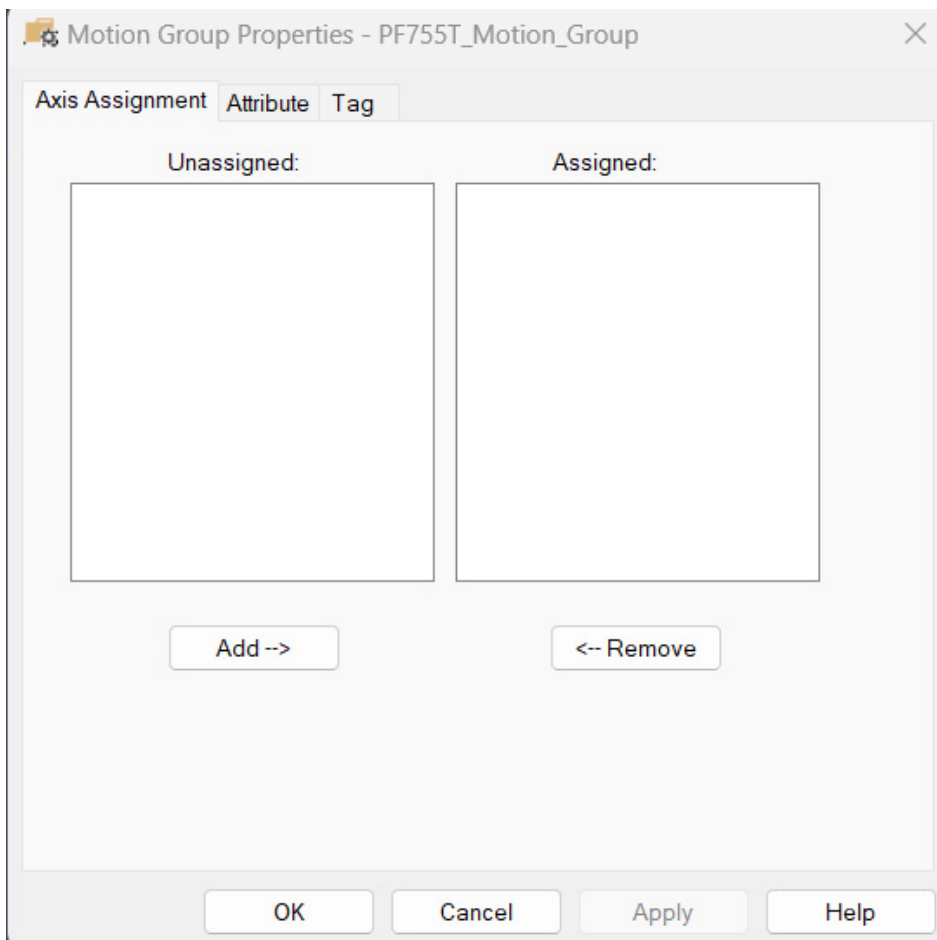 Motion Group Properties - PF755T_Motion_Group
Axis Assignment Attribute Tag
Unassigned: Assigned:
Add --> <-- Remove
OK Cancel Apply Help